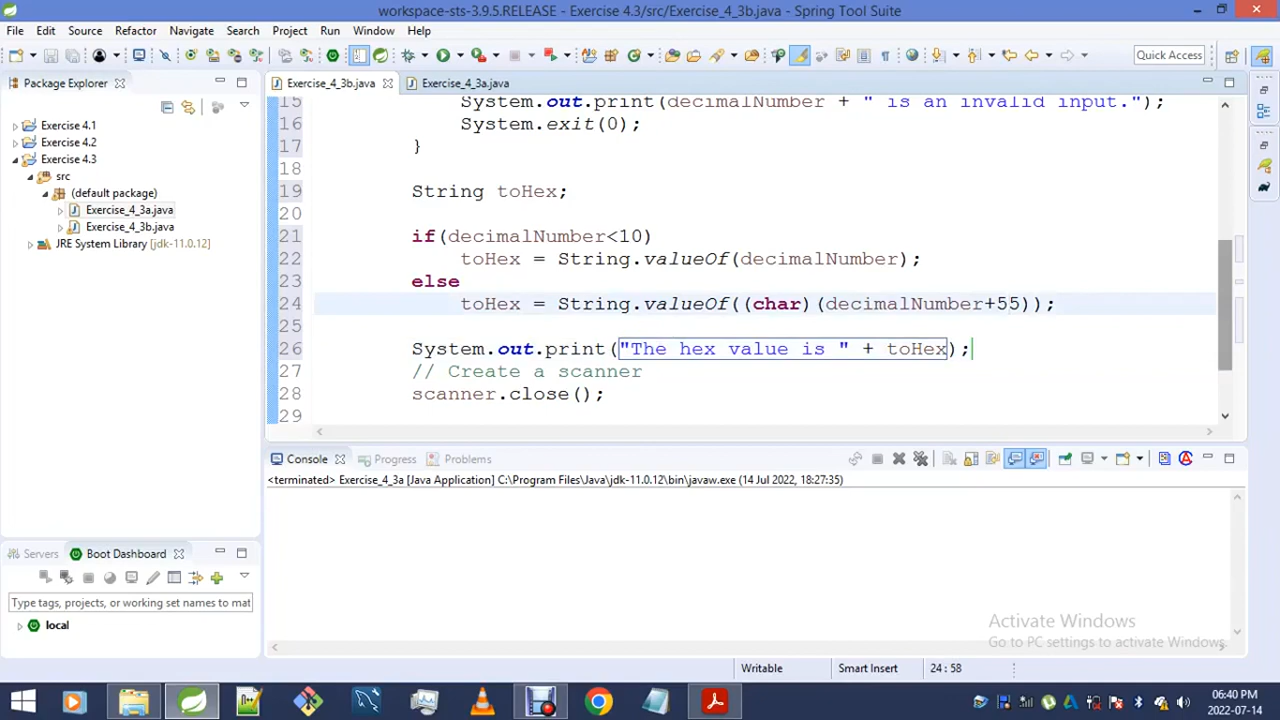 workspace-sts-3.9.5.RELEASE - Exercise 4.3/src/Exercise_4_3b.java - Spring Tool Suite
File Edit Source Refactor Navigate Search Project Run Window Help
Quick Access
Package Explorer
Exercise 4.1
Exercise 4.2
Exercise 4.3
src
(default package)
Exercise_4_3a.java
Exercise_4_3b.java
JRE System Library [jdk-11.0.12]
Exercise_4_3b.java Exercise_4_3a.java
15 System.out.print(decimalNumber + " is an invalid input.");
16 System.exit(0);
17 }
18
19 String toHex;
20
21 if(decimalNumber<10)
22 toHex = String.valueOf(decimalNumber);
23 else
24 toHex = String.valueOf((char)(decimalNumber+55));
25
26 System.out.print("The hex value is " + toHex);
27 // Create a scanner
28 scanner.close();
29
Console Progress Problems
<terminated> Exercise_4_3a [Java Application] C:\Program Files\Java\jdk-11.0.12\bin\javaw.exe (14 Jul 2022, 18:27:35)
Servers Boot Dashboard
Type tags, projects, or working set names to mat
local
Activate Windows
Go to PC settings to activate Windows.
Writable Smart Insert 24 : 58
06:40 PM
2022-07-14